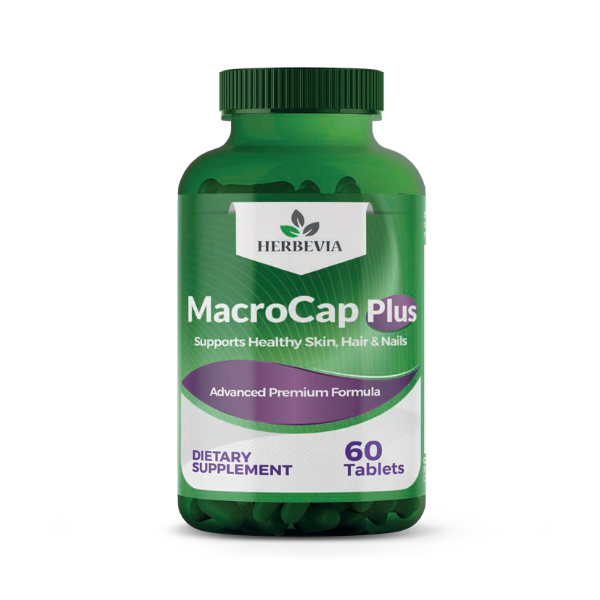 HERBEVIA
MacroCap Plus
Supports Healthy Skin, Hair & Nails
Advanced Premium Formula
DIETARY
SUPPLEMENT
60
Tablets